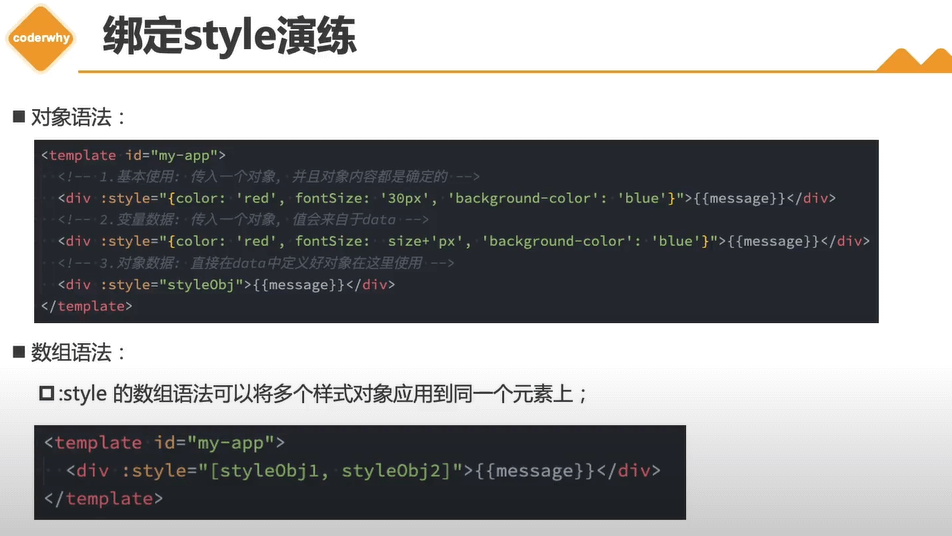 coderwhy
绑定style演练
对象语法：
<template id="my-app">
<!-- 1.基本使用: 传入一个对象, 并且对象内容都是确定的 -->
<div :style="{color: 'red', fontSize: '30px', 'background-color': 'blue'}">{{message}}</div>
<!-- 2.变量数据: 传入一个对象, 值会来自于data -->
<div :style="{color: 'red', fontSize:  size+'px', 'background-color': 'blue'}">{{message}}</div>
<!-- 3.对象数据: 直接在data中定义好对象在这里使用 -->
<div :style="styleObj">{{message}}</div>
</template>
数组语法：
:style 的数组语法可以将多个样式对象应用到同一个元素上；
<template id="my-app">
<div :style="[styleObj1, styleObj2]">{{message}}</div>
</template>